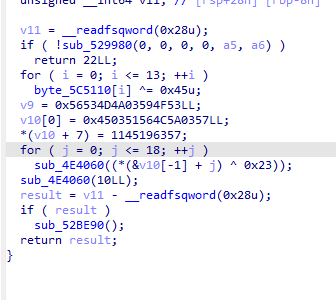 unsigned __int64 v11; // [rsp+28h] [rbp-8h]
v11 = __readfsqword(0x28u);
if ( !sub_529980(0, 0, 0, 0, a5, a6) )
return 22LL;
for ( i = 0; i <= 13; ++i )
byte_5C5110[i] ^= 0x45u;
v9 = 0x56534D4A03594F53LL;
v10[0] = 0x450351564C5A0357LL;
*(v10 + 7) = 1145196357;
for ( j = 0; j <= 18; ++j )
sub_4E4060((*(&v10[-1] + j) ^ 0x23));
sub_4E4060(10LL);
result = v11 - __readfsqword(0x28u);
if ( result )
sub_52BE90();
return result;
}